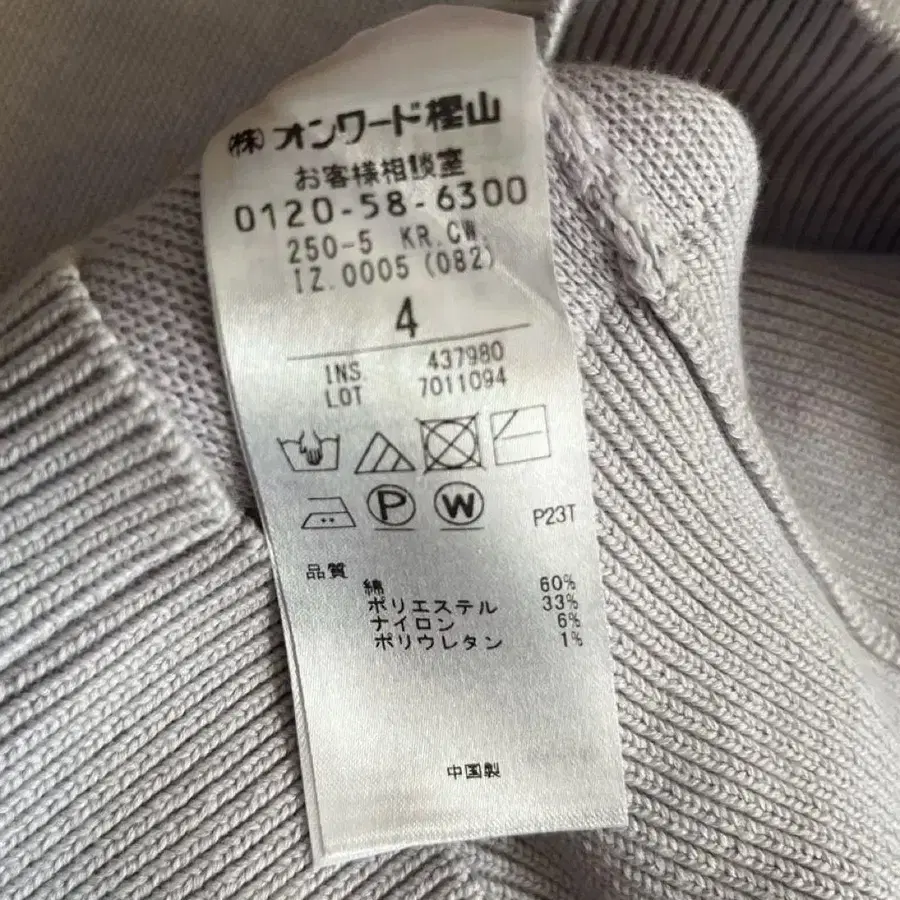 (株)オンワード樫山
お客様相談室
0120-58-6300
250-5 KR.CW.
IZ.0005(082)
4
INS. 437980
LOT 7011094
P W P23T
品質
綿 60%
ポリエステル 33%
ナイロン 6%
ポリウレタン 1%
中国製